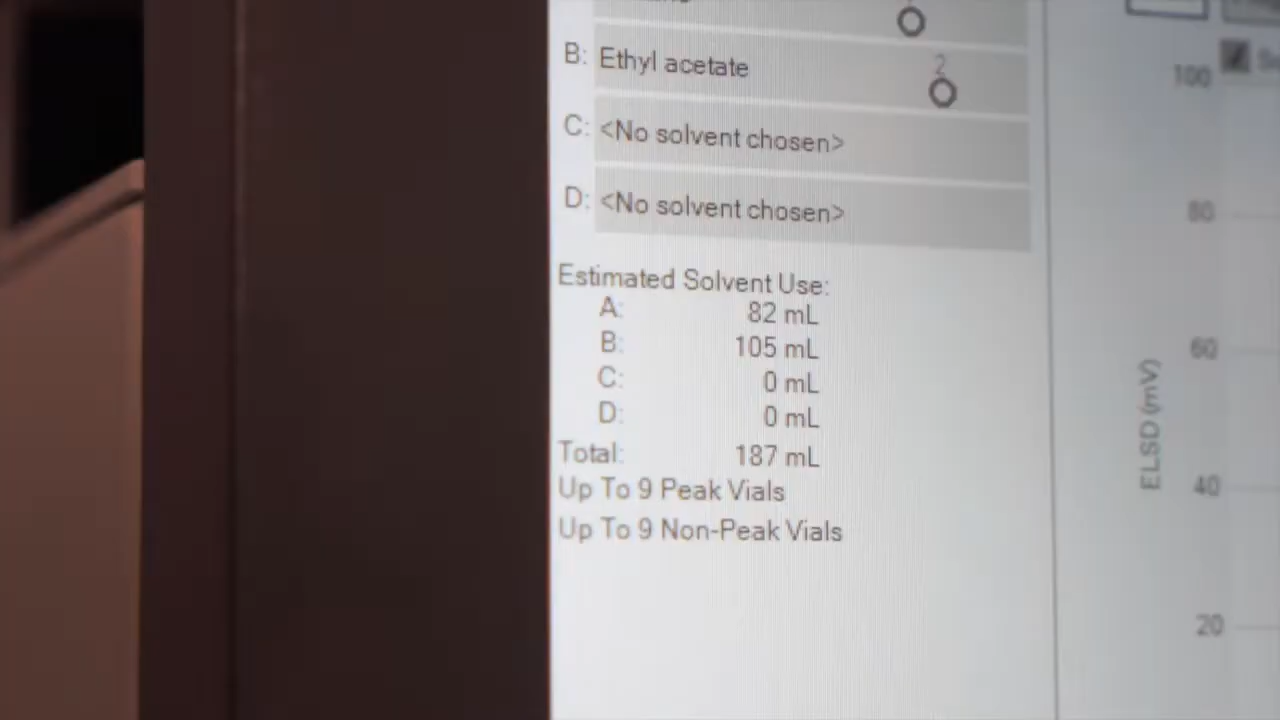 B: Ethyl acetate
2
C: <No solvent chosen>
D: <No solvent chosen>
Estimated Solvent Use:
A: 82 mL
B: 105 mL
C: 0 mL
D: 0 mL
Total: 187 mL
Up To 9 Peak Vials
Up To 9 Non-Peak Vials
100
80
60
40
20
ELSD (mV)